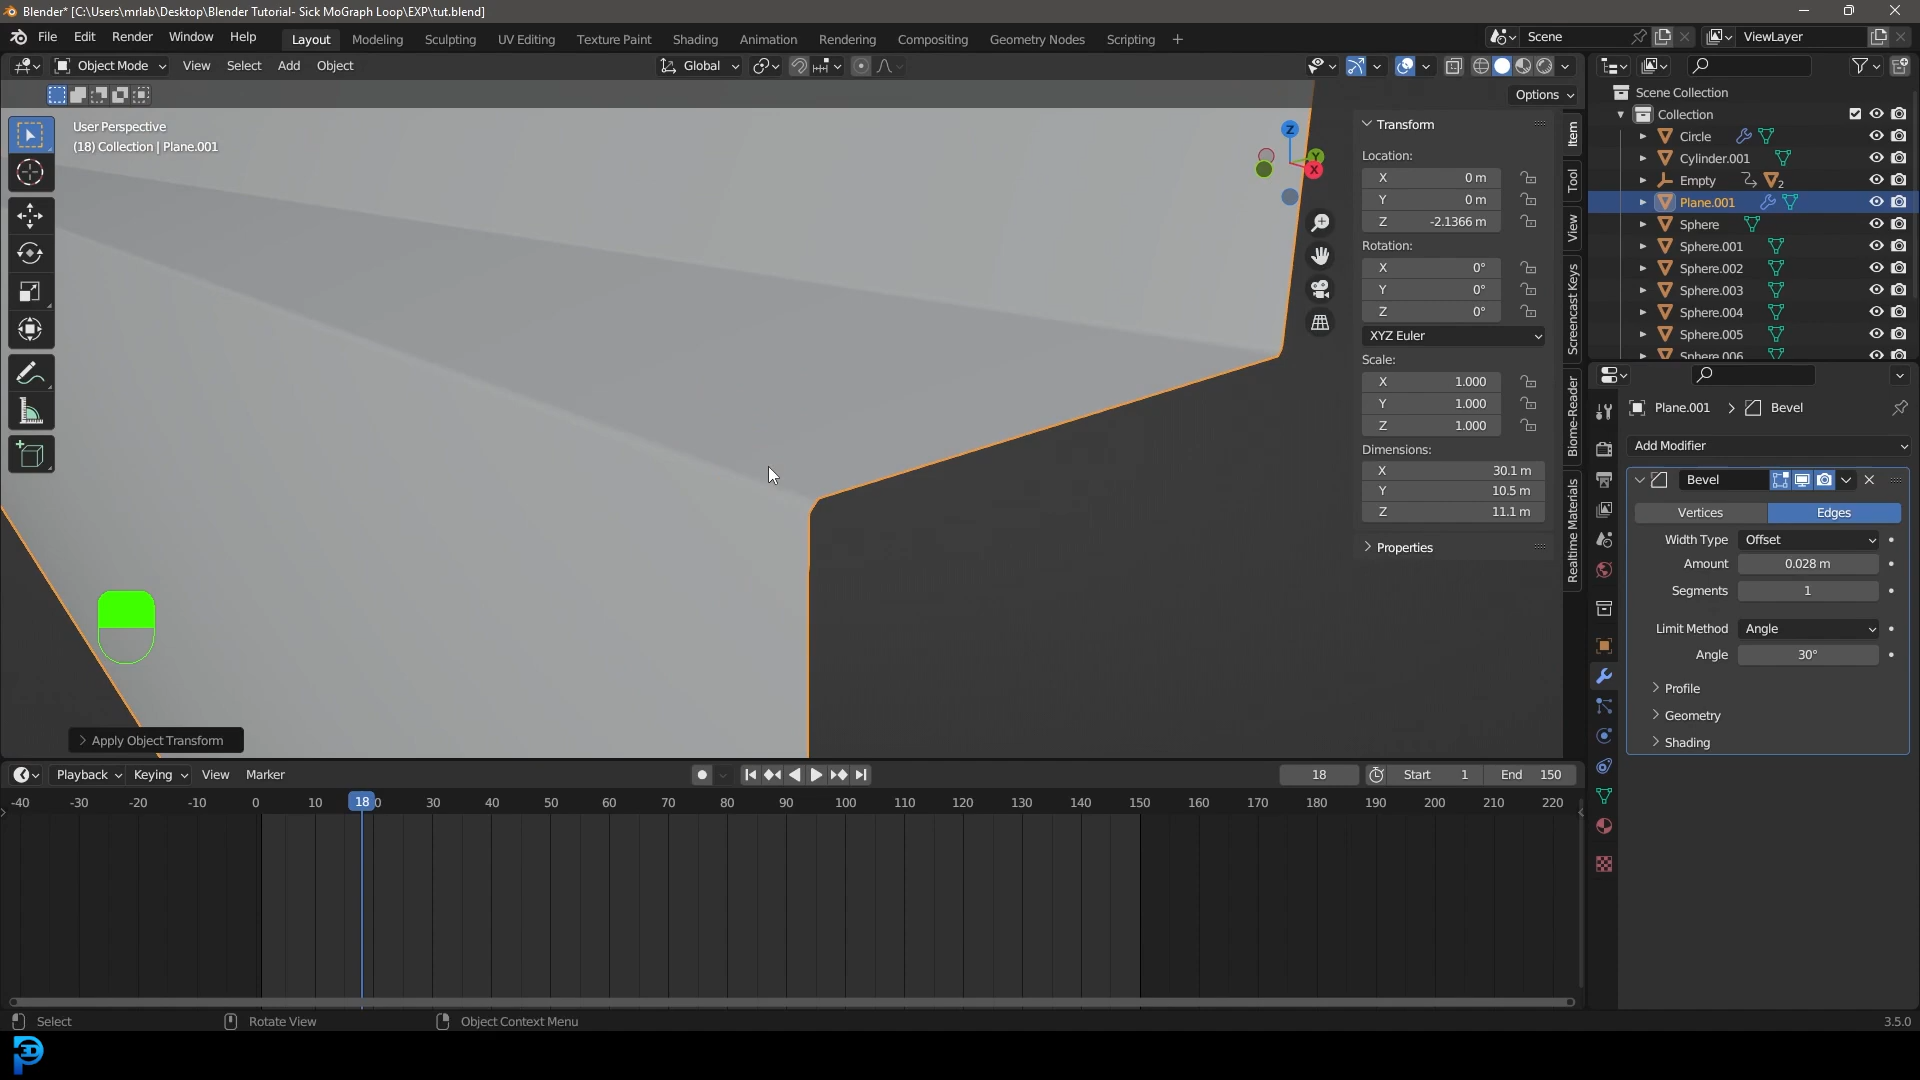 Blender* [C:\Users\mrlab\Desktop\Blender Tutorial- Sick MoGraph Loop\EXP\tut.blend]
File Edit Render Window Help Layout Modeling Sculpting UV Editing Texture Paint Shading Animation Rendering Compositing Geometry Nodes Scripting + Scene ViewLayer
Object Mode View Select Add Object Global
Options
User Perspective
(18) Collection | Plane.001
Z
Y
X
Transform
Location:
X 0 m
Y 0 m
Z -2.1366 m
Rotation:
X 0°
Y 0°
Z 0°
XYZ Euler
Scale:
X 1.000
Y 1.000
Z 1.000
Dimensions:
X 30.1 m
Y 10.5 m
Z 11.1 m
Properties
Item
Tool
View
Screencast Keys
Biome-Reader
Realtime Materials
Scene Collection
Collection
Circle
Cylinder.001
Empty 2
Plane.001
Sphere
Sphere.001
Sphere.002
Sphere.003
Sphere.004
Sphere.005
Sphere.006
Plane.001 > Bevel
Add Modifier
Bevel
Vertices Edges
Width Type Offset
Amount 0.028 m
Segments 1
Limit Method Angle
Angle 30°
Profile
Geometry
Shading
Apply Object Transform
Playback Keying View Marker 18 Start 1 End 150
-40 -30 -20 -10 0 10 18 0 30 40 50 60 70 80 90 100 110 120 130 140 150 160 170 180 190 200 210 220
Select Rotate View Object Context Menu 3.5.0